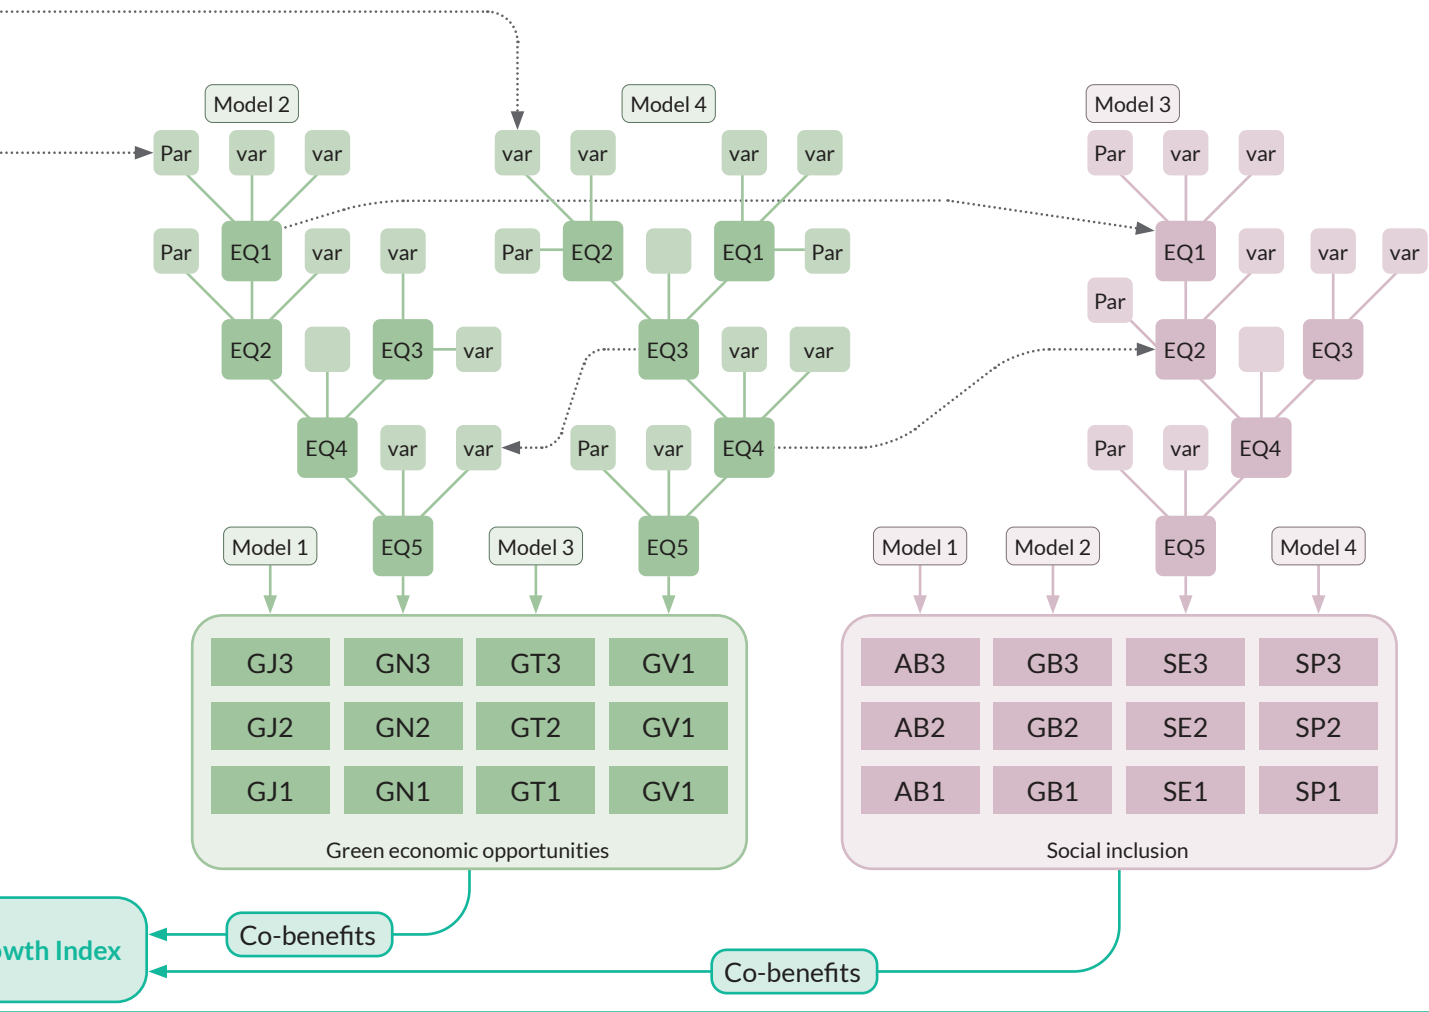 Model 2
Model 4
Model 3
Par var var
var var
var var
Par var var
Par EQ1 var var
Par EQ2
EQ1 Par
EQ1 var var var
Par
EQ2 EQ3 var
EQ3 var var
EQ2 EQ3
EQ4 var var
Par var EQ4
Par var EQ4
Model 1 EQ5 Model 3 EQ5
Model 1 Model 2 EQ5 Model 4
GJ3 GN3 GT3 GV1
GJ2 GN2 GT2 GV1
GJ1 GN1 GT1 GV1
Green economic opportunities
AB3 GB3 SE3 SP3
AB2 GB2 SE2 SP2
AB1 GB1 SE1 SP1
Social inclusion
Co-benefits
wth Index
Co-benefits